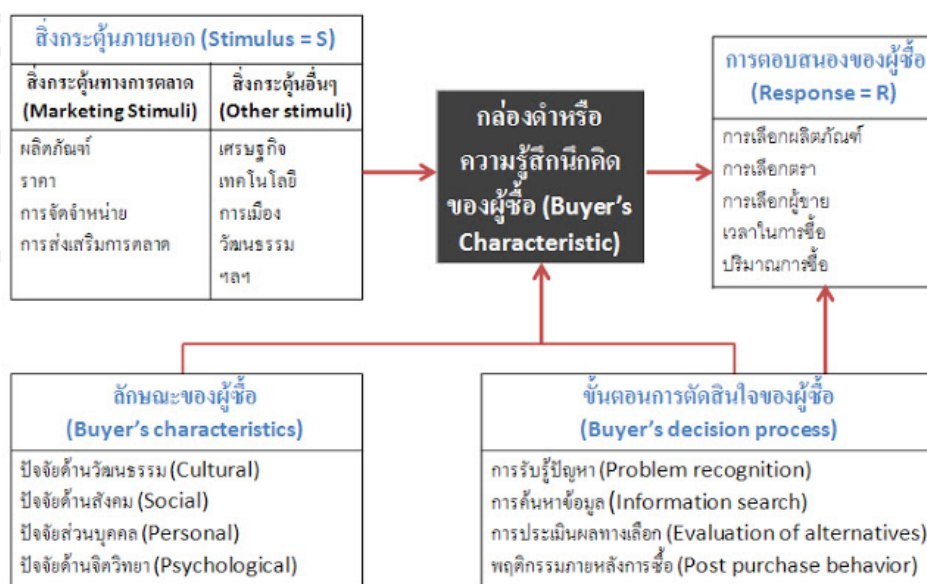 สิ่งกระตุ้นภายนอก (Stimulus = S)
สิ่งกระตุ้นทางการตลาด
(Marketing Stimuli)
ผลิตภัณฑ์
ราคา
การจัดจำหน่าย
การส่งเสริมการตลาด
สิ่งกระตุ้นอื่นๆ
(Other stimuli)
เศรษฐกิจ
เทคโนโลยี
การเมือง
วัฒนธรรม
ฯลฯ
กล่องดำหรือ
ความรู้สึกนึกคิด
ของผู้ซื้อ (Buyer's
Characteristic)
การตอบสนองของผู้ซื้อ
(Response = R)
การเลือกผลิตภัณฑ์
การเลือกตรา
การเลือกผู้ขาย
เวลาในการซื้อ
ปริมาณการซื้อ
ลักษณะของผู้ซื้อ
(Buyer's characteristics)
ปัจจัยด้านวัฒนธรรม (Cultural)
ปัจจัยด้านสังคม (Social)
ปัจจัยส่วนบุคคล (Personal)
ปัจจัยด้านจิตวิทยา (Psychological)
ขั้นตอนการตัดสินใจของผู้ซื้อ
(Buyer's decision process)
การรับรู้ปัญหา (Problem recognition)
การค้นหาข้อมูล (Information search)
การประเมินผลทางเลือก (Evaluation of alternatives)
พฤติกรรมภายหลังการซื้อ (Post purchase behavior)